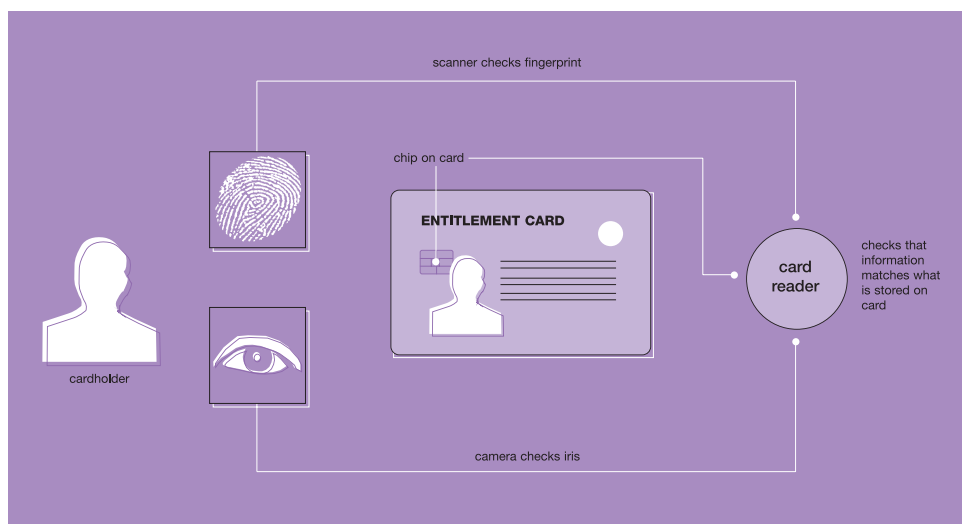 scanner checks fingerprint
chip on card
ENTITLEMENT CARD
cardholder
card
reader
checks that
information
matches what
is stored on
card
camera checks iris